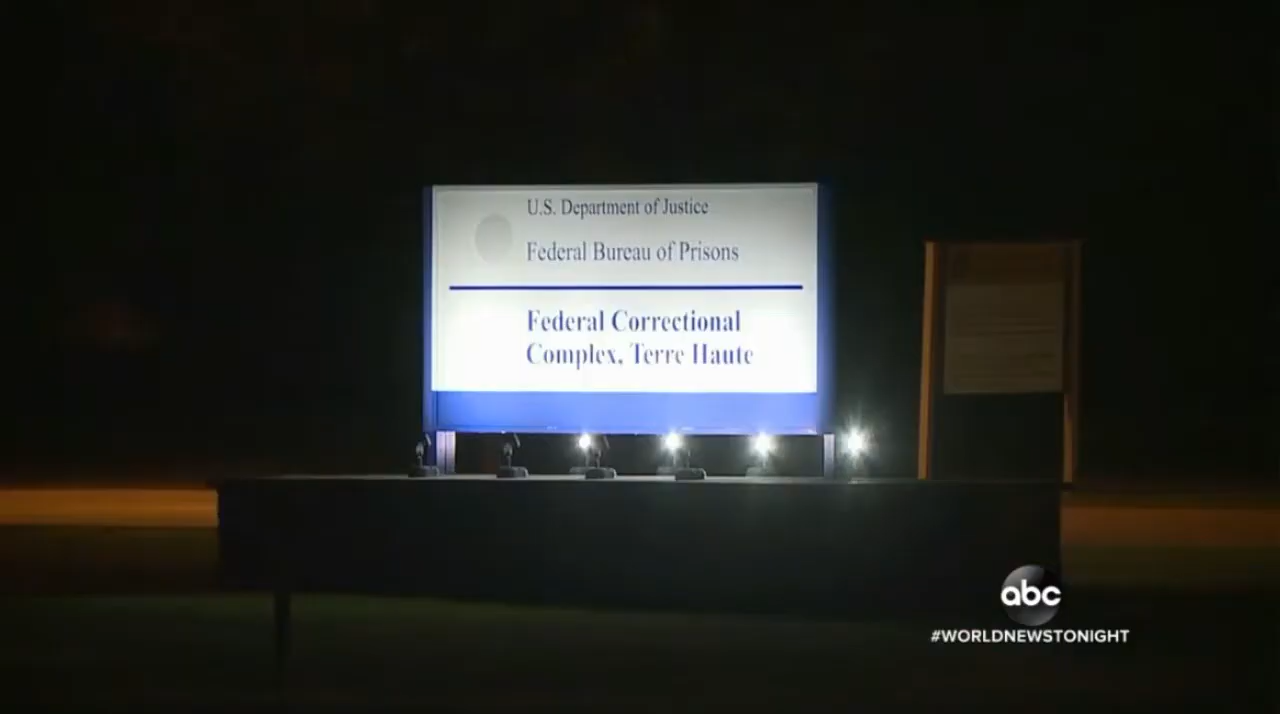 U.S. Department of Justice
Federal Bureau of Prisons
Federal Correctional
Complex, Terre Haute
abc
#WORLDNEWSTONIGHT